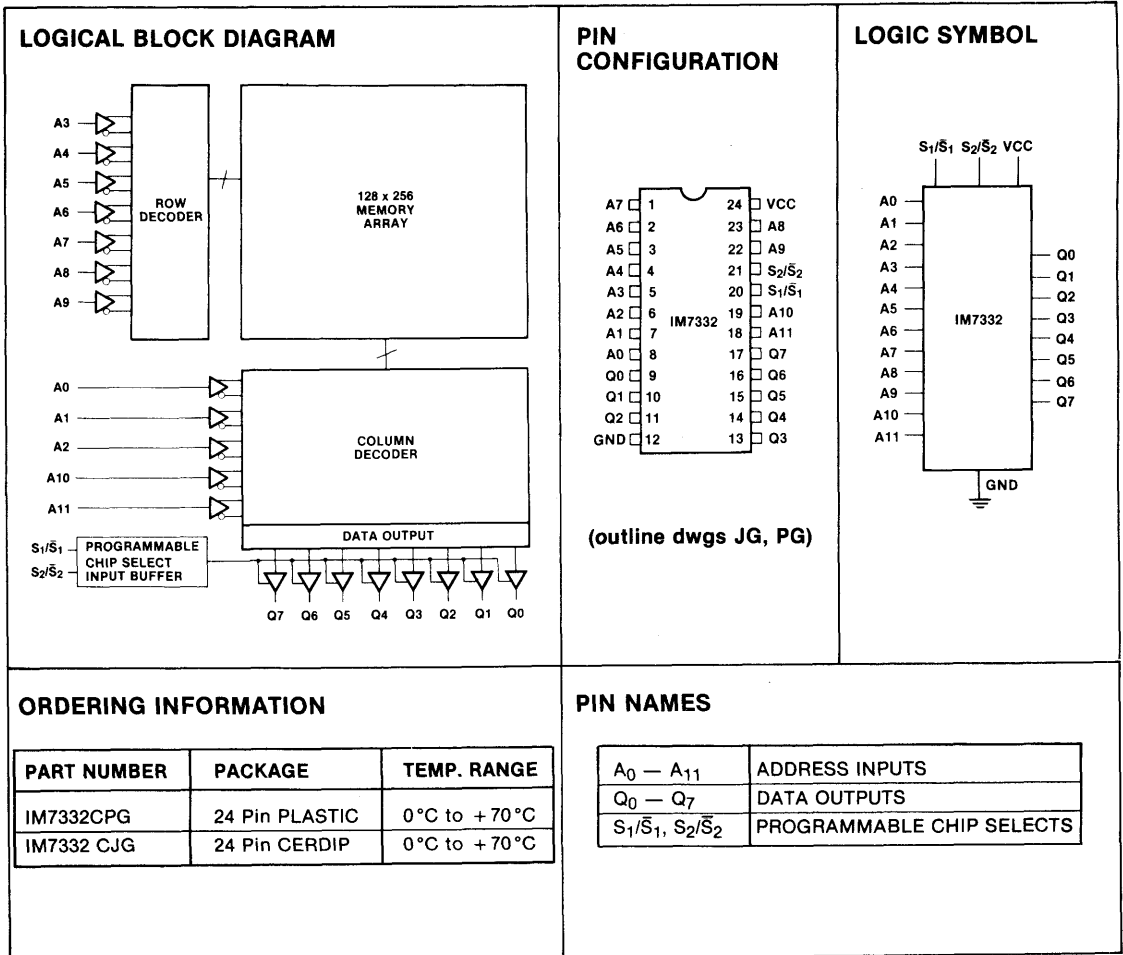 LOGICAL BLOCK DIAGRAM
A3
A4
A5
A6
A7
A8
A9
ROW
DECODER
128 x 256
MEMORY
ARRAY
A0
A1
A2
A10
A11
COLUMN
DECODER
DATA OUTPUT
S1/S̄1
S2/S̄2
PROGRAMMABLE
CHIP SELECT
INPUT BUFFER
Q7 Q6 Q5 Q4 Q3 Q2 Q1 Q0
PIN
CONFIGURATION
A7 1 24 VCC
A6 2 23 A8
A5 3 22 A9
A4 4 21 S2/S̄2
A3 5 20 S1/S̄1
A2 6 19 A10
IM7332
A1 7 18 A11
A0 8 17 Q7
Q0 9 16 Q6
Q1 10 15 Q5
Q2 11 14 Q4
GND 12 13 Q3
(outline dwgs JG, PG)
LOGIC SYMBOL
S1/S̄1 S2/S̄2 VCC
A0
A1
A2
A3
A4
A5
A6
A7
A8
A9
A10
A11
IM7332
Q0
Q1
Q2
Q3
Q4
Q5
Q6
Q7
GND
ORDERING INFORMATION
PART NUMBER PACKAGE TEMP. RANGE
IM7332CPG 24 Pin PLASTIC 0°C to +70°C
IM7332 CJG 24 Pin CERDIP 0°C to +70°C
PIN NAMES
A0 — A11 ADDRESS INPUTS
Q0 — Q7 DATA OUTPUTS
S1/S̄1, S2/S̄2 PROGRAMMABLE CHIP SELECTS